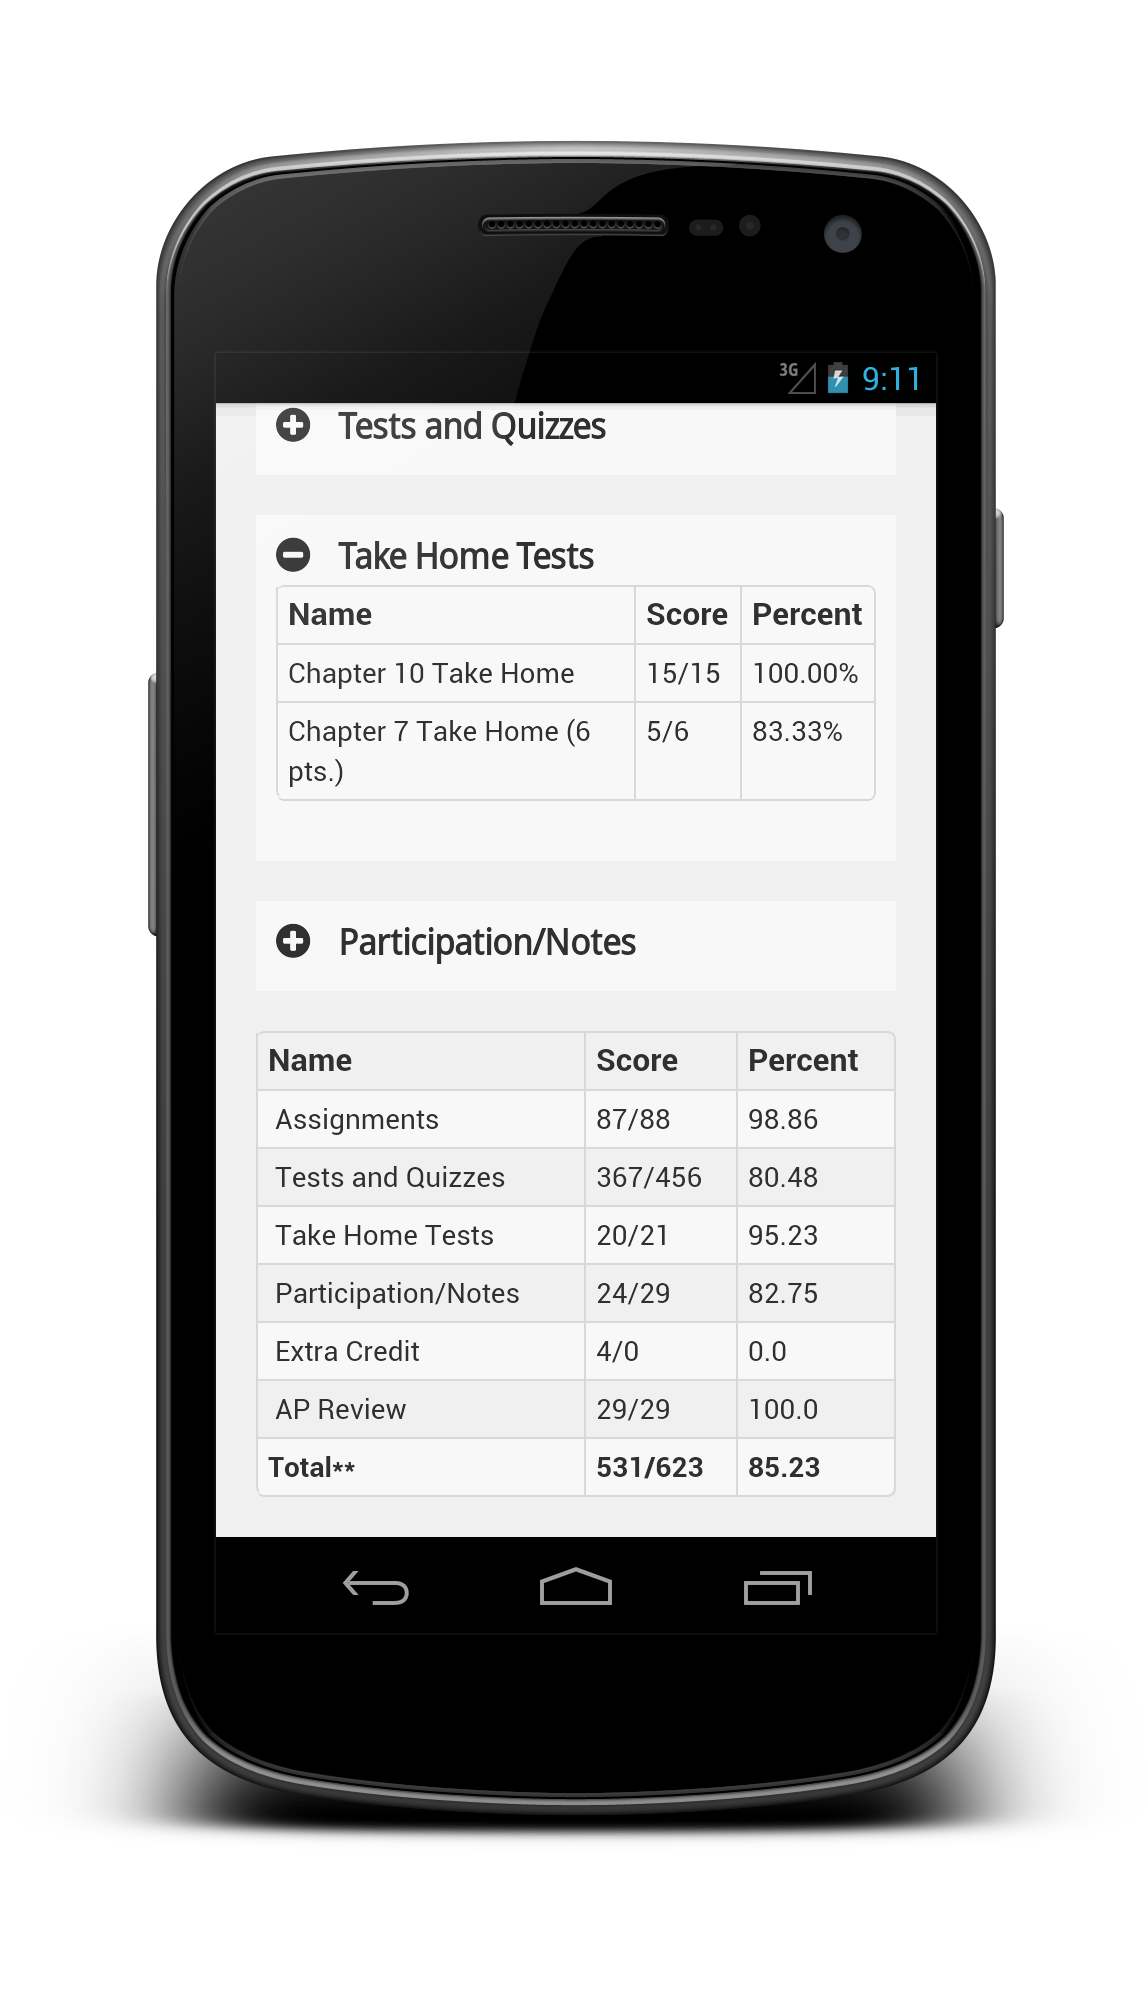 3G 9:11
Tests and Quizzes
Take Home Tests
Name Score Percent
Chapter 10 Take Home 15/15 100.00%
Chapter 7 Take Home (6 5/6 83.33%
pts.)
Participation/Notes
Name Score Percent
Assignments 87/88 98.86
Tests and Quizzes 367/456 80.48
Take Home Tests 20/21 95.23
Participation/Notes 24/29 82.75
Extra Credit 4/0 0.0
AP Review 29/29 100.0
Total** 531/623 85.23